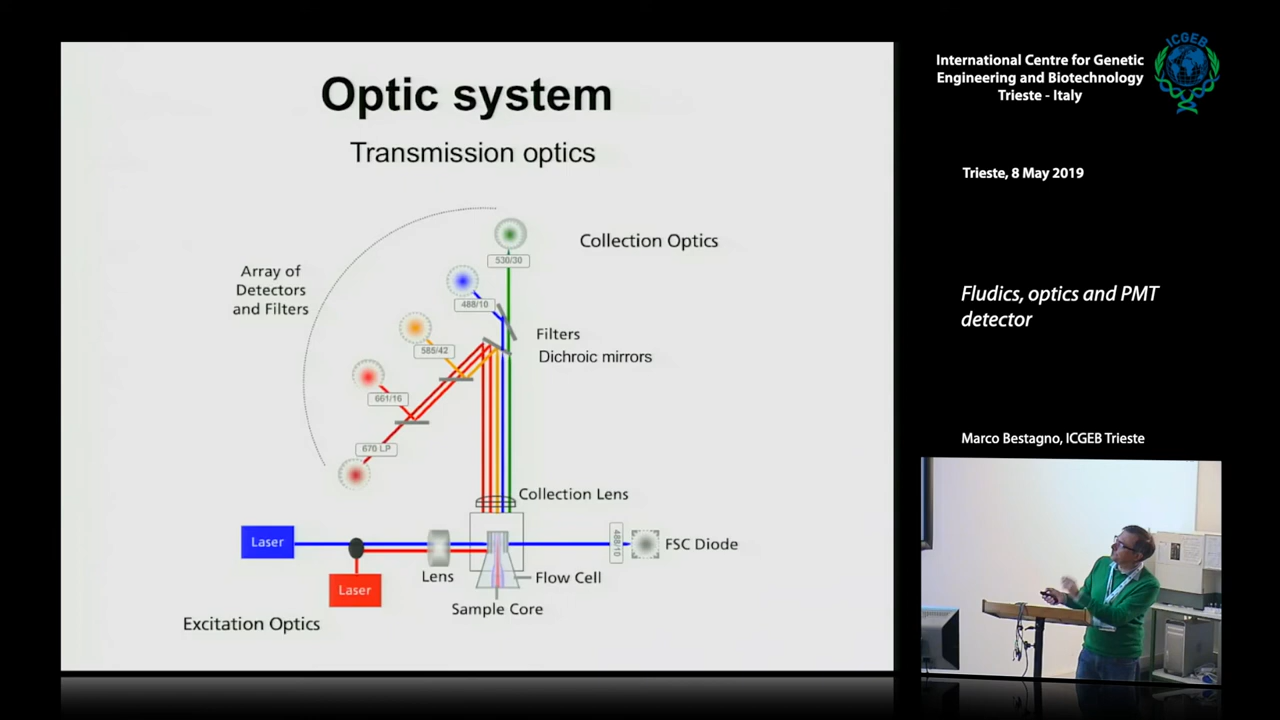 Optic system
Transmission optics
Collection Optics
530/30
Array of
Detectors
and Filters
488/10
Filters
Dichroic mirrors
585/42
661/16
670 LP
Collection Lens
Laser
488/10
FSC Diode
Lens
Flow Cell
Laser
Sample Core
Excitation Optics
International Centre for Genetic
Engineering and Biotechnology
Trieste - Italy
ICGEB
Trieste, 8 May 2019
Fludics, optics and PMT
detector
Marco Bestagno, ICGEB Trieste